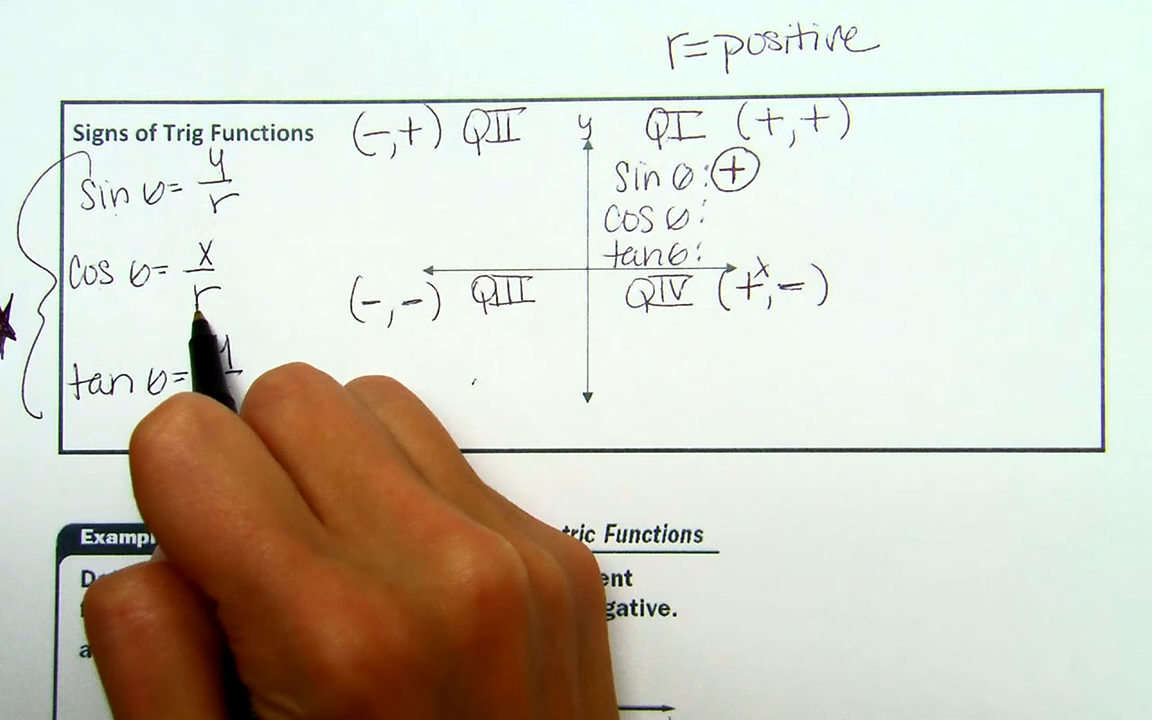 r=positive
Signs of Trig Functions
(-,+) QII y QI (+,+)
sin θ = y/r
sin θ: +
cos θ:
tan θ:
cos θ = x/r
x
(-,-) QIII QIV (+,-)
tan θ =
tric Functions
ent
gative.
a